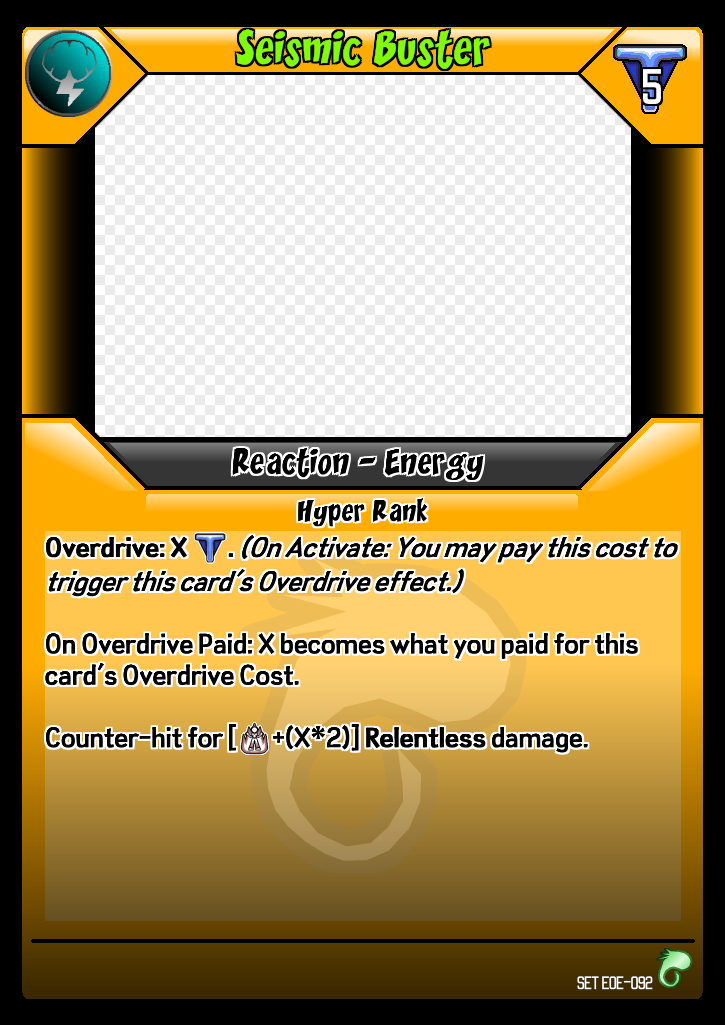 Seismic Buster
5
Reaction - Energy
Hyper Rank
Overdrive: X . (On Activate: You may pay this cost to
trigger this card's Overdrive effect.)
On Overdrive Paid: X becomes what you paid for this
card's Overdrive Cost.
Counter-hit for [ +(X*2)] Relentless damage.
SET EOE-092